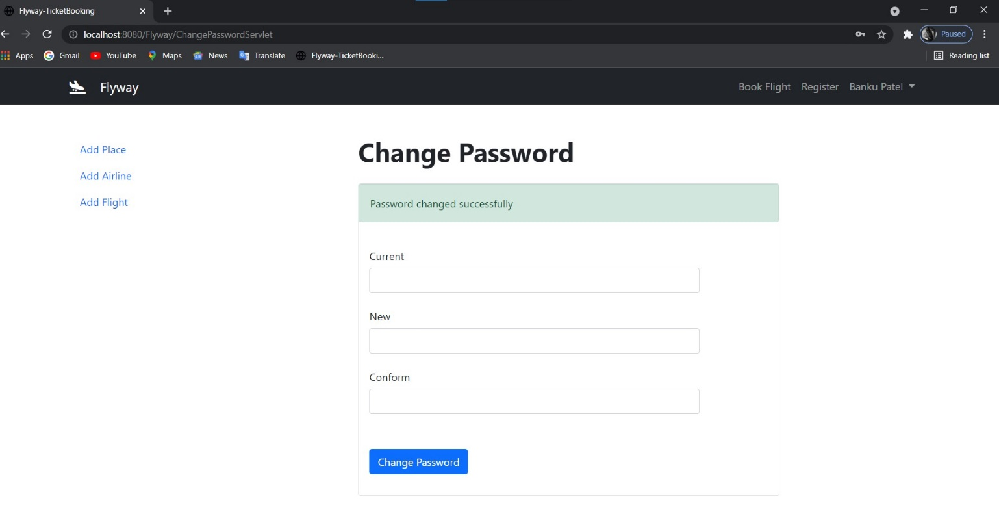 Flyway-TicketBooking
localhost:8080/Flyway/ChangePasswordServlet
Paused
Apps Gmail YouTube Maps News Translate Flyway-TicketBooki... Reading list
Flyway Book Flight Register Banku Patel
Add Place
Add Airline
Add Flight
Change Password
Password changed successfully
Current
New
Conform
Change Password